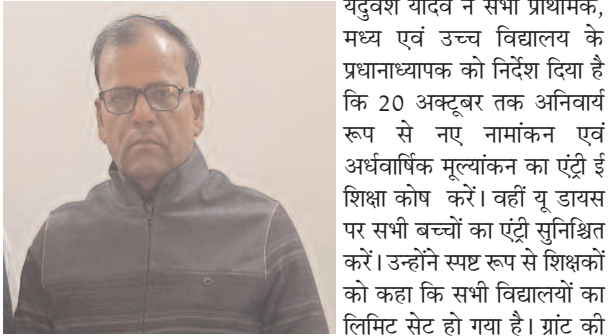 यदुवंश यादव ने सभी प्राथमिक,
मध्य एवं उच्च विद्यालय के
प्रधानाध्यापक को निर्देश दिया है
कि 20 अक्टूबर तक अनिवार्य
रूप से नए नामांकन एवं
अर्धवार्षिक मूल्यांकन का एंट्री ई
शिक्षा कोष करें। वहीं यू डायस
पर सभी बच्चों का एंट्री सुनिश्चित
करें। उन्होंने स्पष्ट रूप से शिक्षकों
को कहा कि सभी विद्यालयों का
लिमिट सेट हो गया है। ग्रांट की